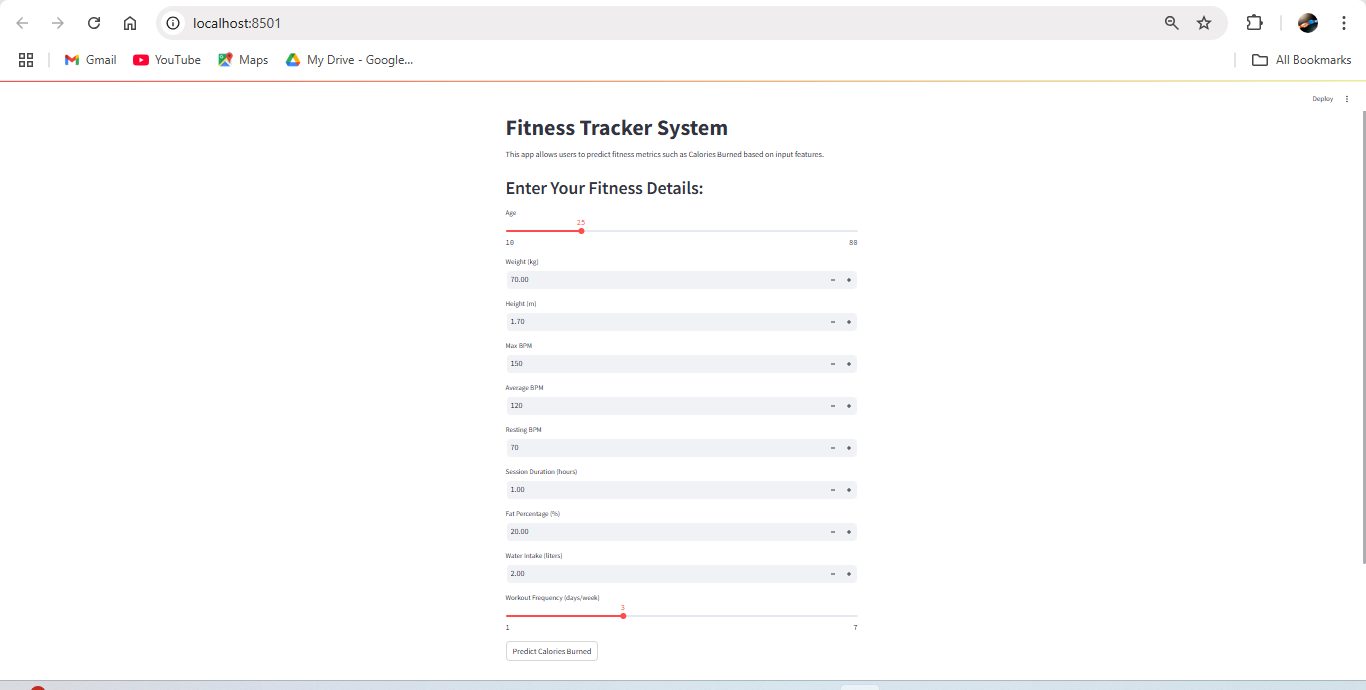 localhost:8501
Gmail YouTube Maps My Drive - Google... All Bookmarks
Deploy
Fitness Tracker System
This app allows users to predict fitness metrics such as Calories Burned based on input features.
Enter Your Fitness Details:
Age
25
10 80
Weight (kg)
70.00
Height (m)
1.70
Max BPM
150
Average BPM
120
Resting BPM
70
Session Duration (hours)
1.00
Fat Percentage (%)
20.00
Water Intake (liters)
2.00
Workout Frequency (days/week)
3
1 7
Predict Calories Burned